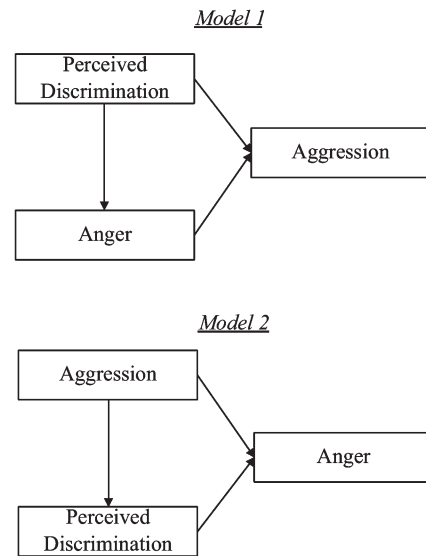 Model 1
Perceived
Discrimination
Aggression
Anger
Model 2
Aggression
Anger
Perceived
Discrimination